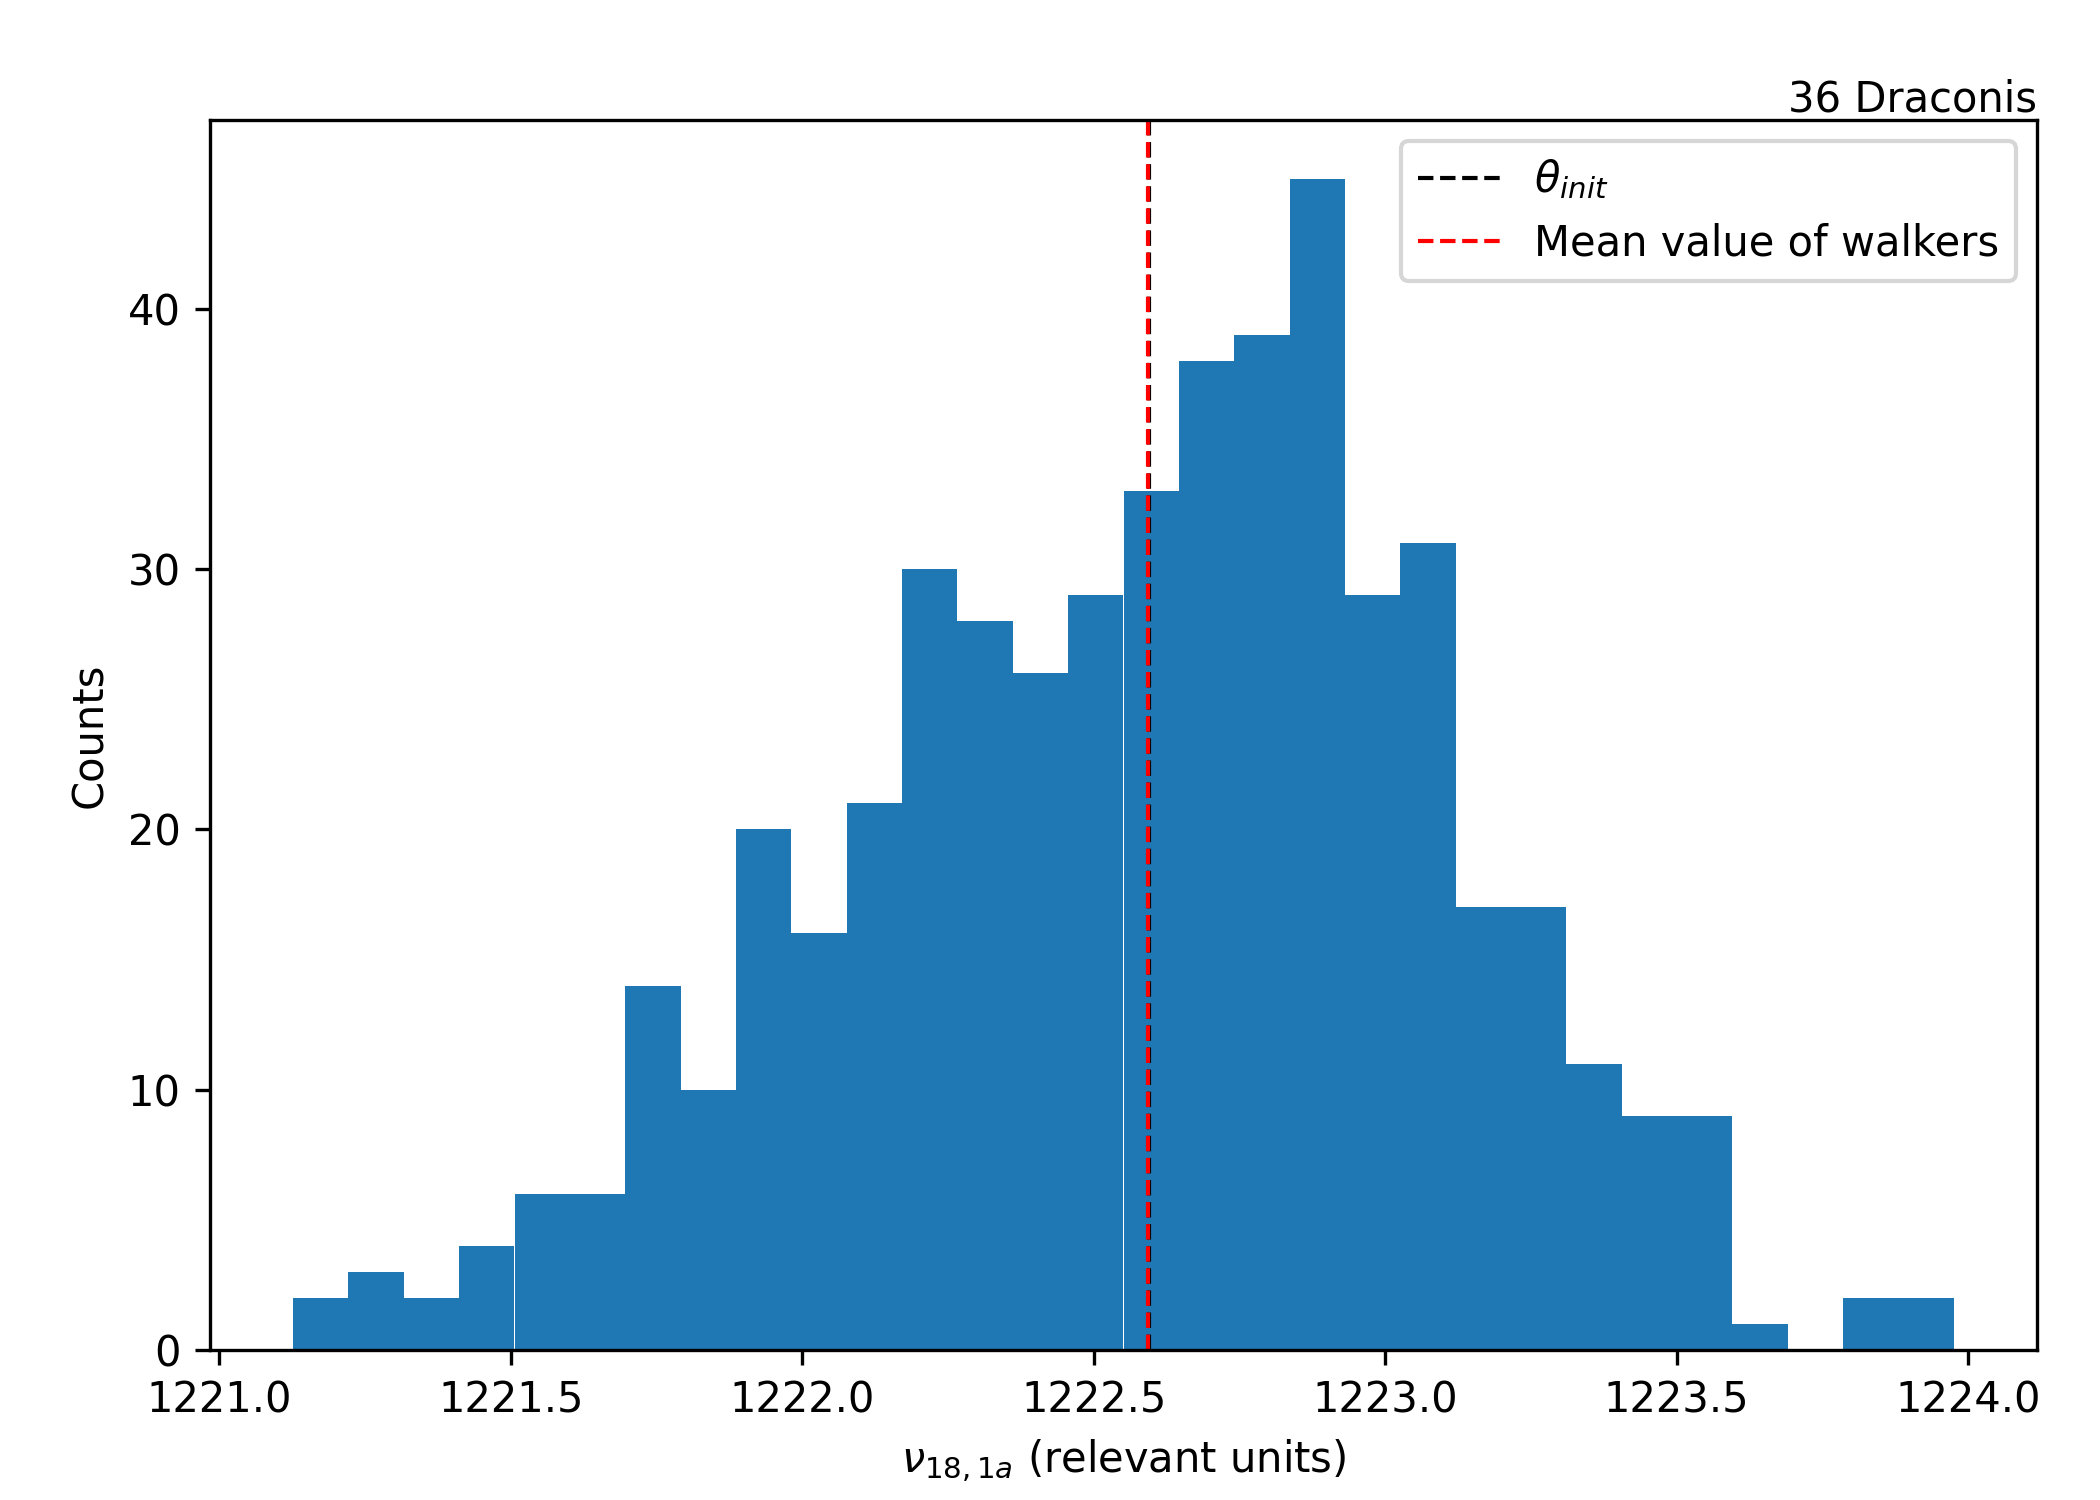 36 Draconis
θinit
Mean value of walkers
40
30
20
10
0
Counts
1221.0 1221.5 1222.0 1222.5 1223.0 1223.5 1224.0
ν18, 1a (relevant units)